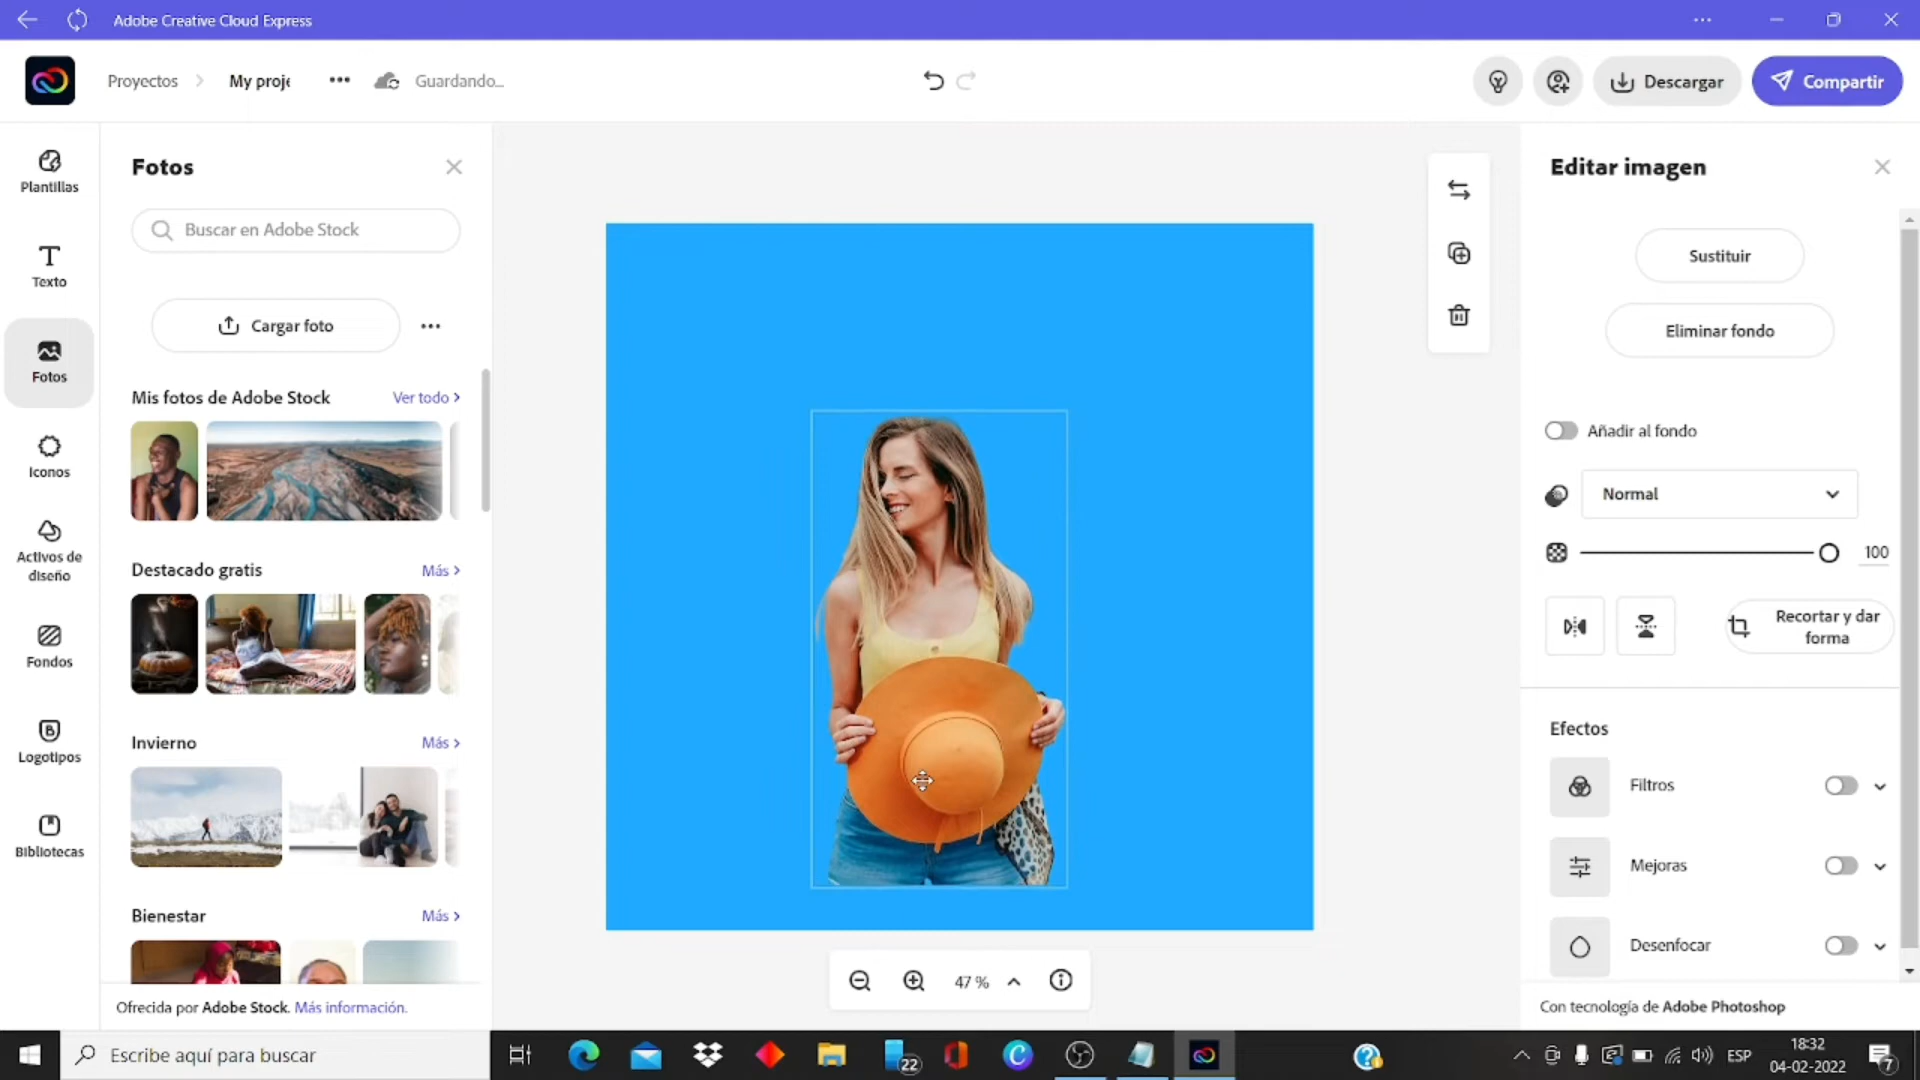 Adobe Creative Cloud Express
Proyectos
My proje
Guardando...
Descargar
Compartir
Plantillas
Texto
Fotos
Iconos
Activos de
diseño
Fondos
Logotipos
Bibliotecas
Fotos
Buscar en Adobe Stock
Cargar foto
Mis fotos de Adobe Stock
Ver todo
Destacado gratis
Más
Invierno
Más
Bienestar
Más
Ofrecida por Adobe Stock. Más información.
47 %
Editar imagen
Sustituir
Eliminar fondo
Añadir al fondo
Normal
100
Recortar y dar
forma
Efectos
Filtros
Mejoras
Desenfocar
Con tecnología de Adobe Photoshop
Escribe aquí para buscar
22
ESP
18:32
04-02-2022
7